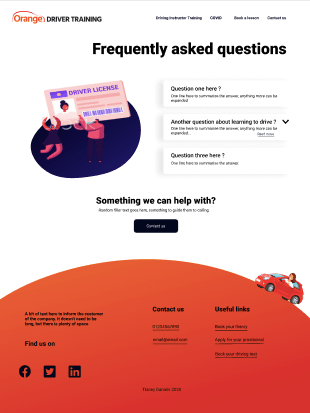 Orange's DRIVER TRAINING
Driving Instructor Training COVID Book a lesson Contact us
Frequently asked questions
DRIVER LICENSE
Question one here ?
One line here to summarise the answer, anything more can be
expanded
Another question about learning to drive ?
One line here to summarise the answer, anything more can be
expanded
Read more
Question three here ?
One line here to summarise the answer.
Something we can help with?
Random filler text goes here, something to guide them to calling
Contact us
A bit of text here to inform the customer
of the company. It doesn't need to be
long, but there is plenty of space.
Find us on
Contact us
email@email.com
Useful links
Book your theory
Apply for your provisional
Book your driving test
Tracey Daniels 2020